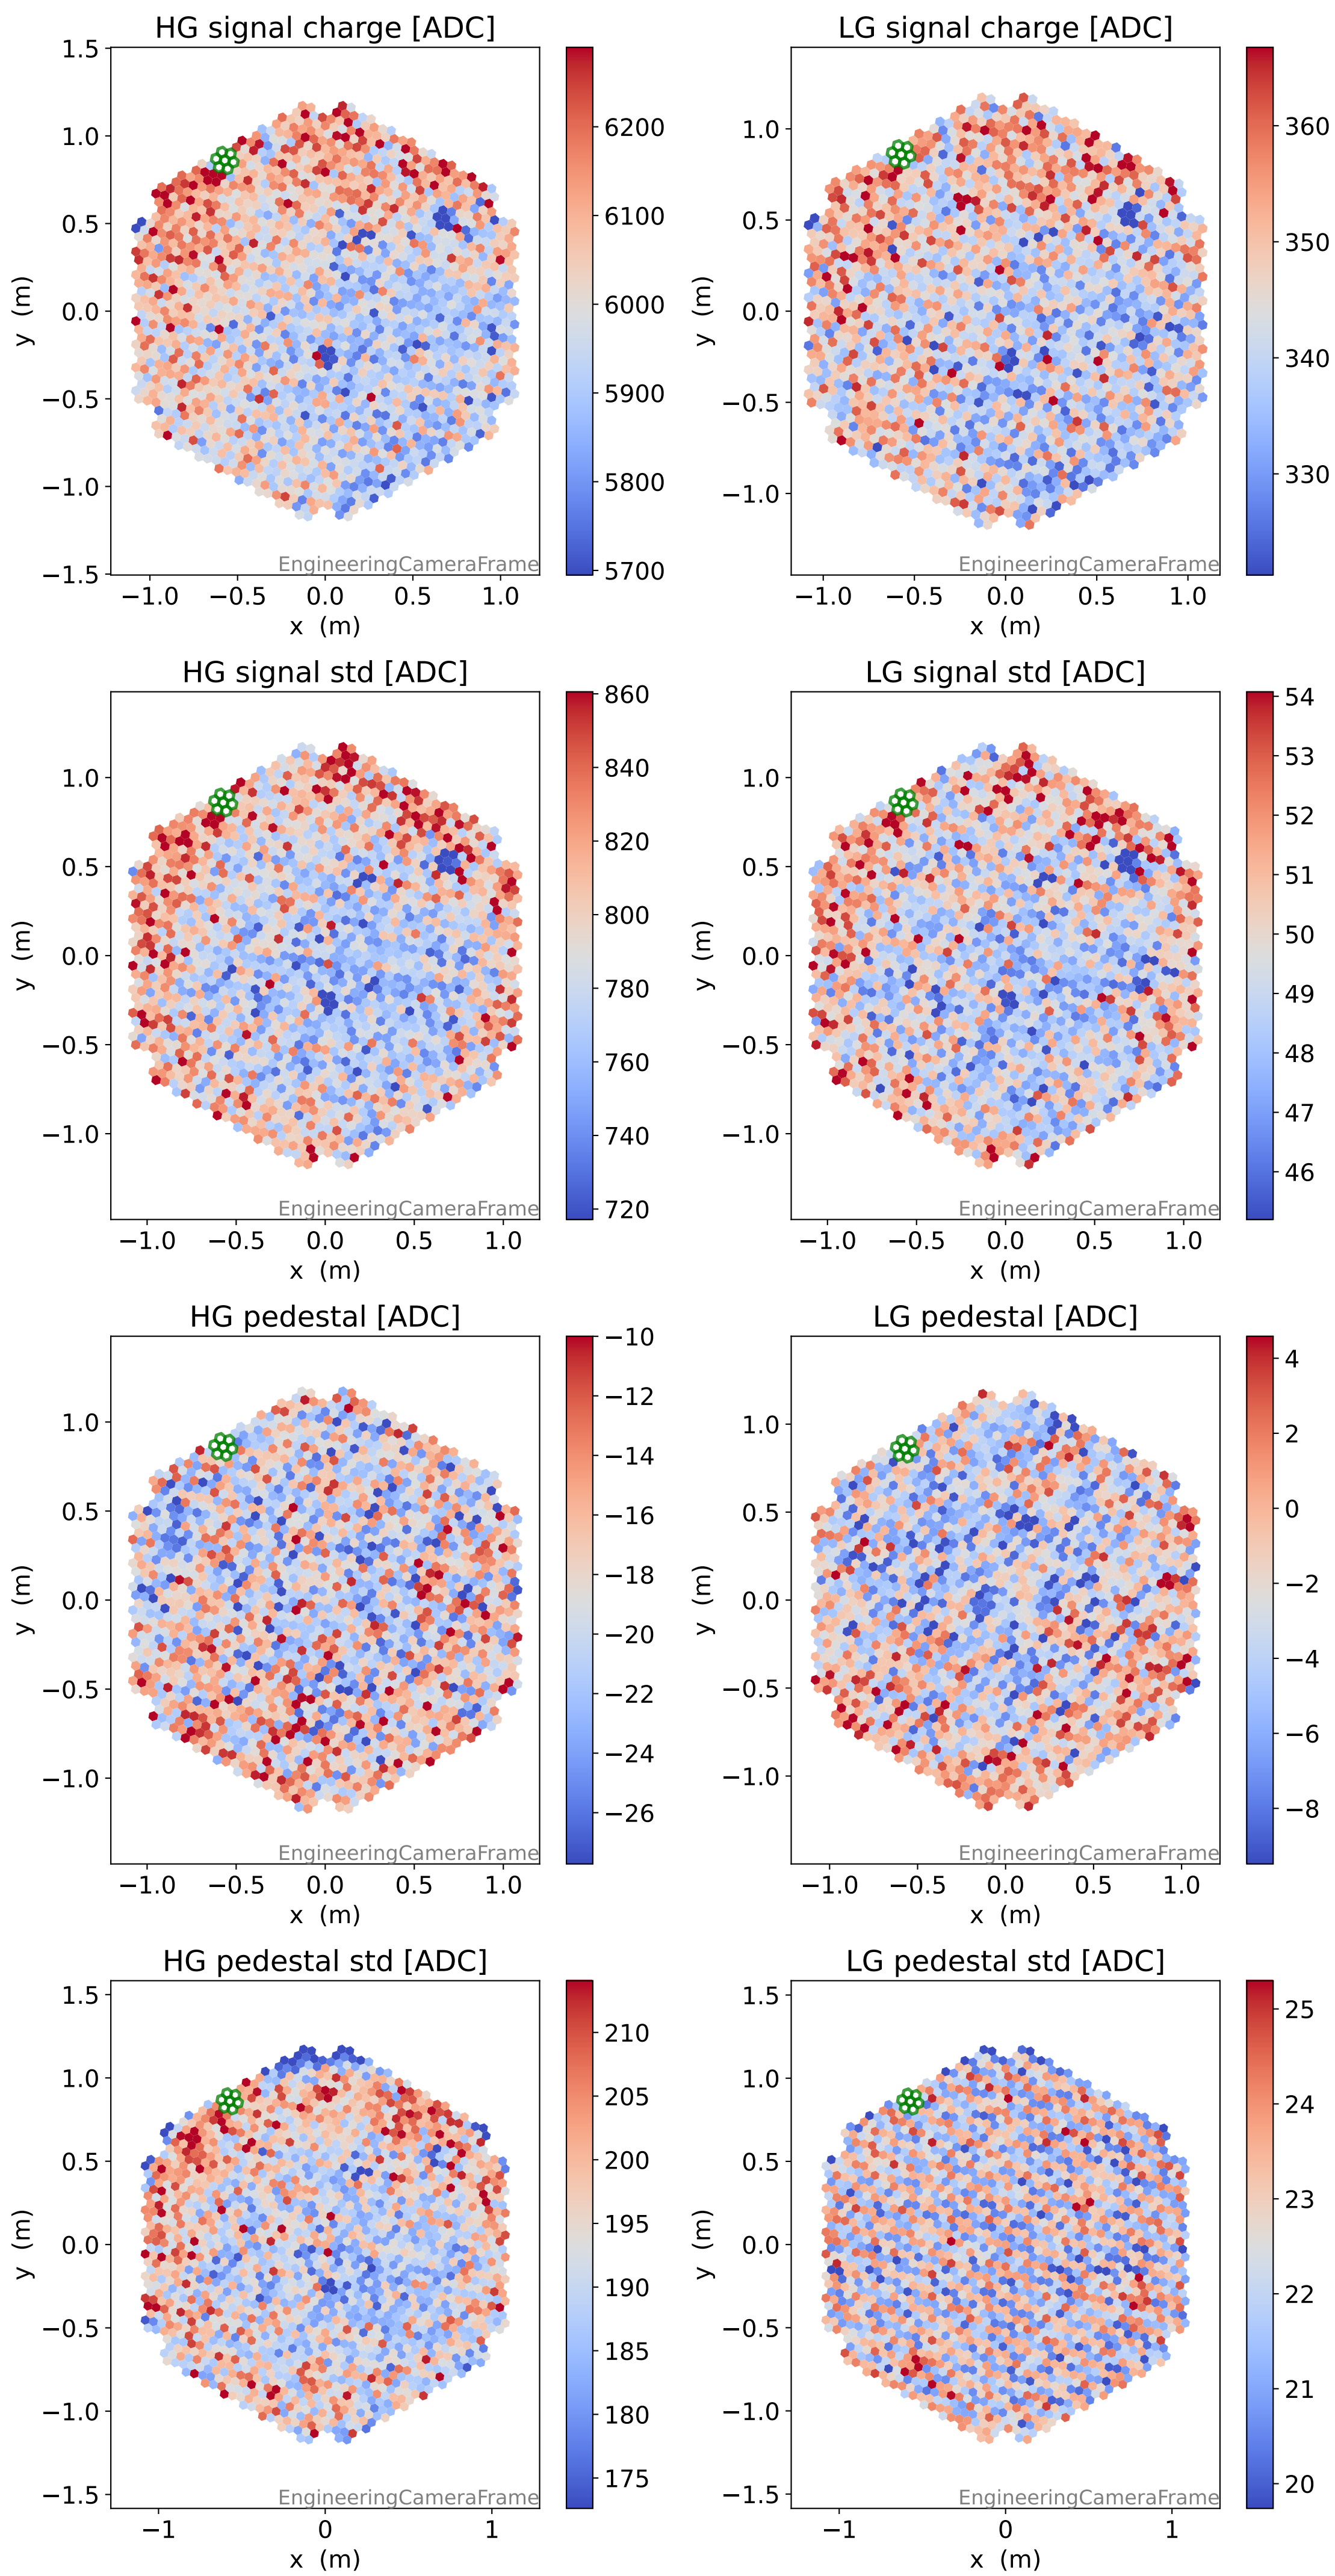 HG signal charge [ADC]
1.5
1.0
0.5
0.0
−0.5
−1.0
−1.5
y (m)
−1.0 −0.5 0.0 0.5 1.0
x (m)
EngineeringCameraFrame
6200
6100
6000
5900
5800
5700
LG signal charge [ADC]
1.0
0.5
0.0
−0.5
−1.0
y (m)
−1.0 −0.5 0.0 0.5 1.0
x (m)
EngineeringCameraFrame
360
350
340
330
HG signal std [ADC]
1.0
0.5
0.0
−0.5
−1.0
y (m)
−1.0 −0.5 0.0 0.5 1.0
x (m)
EngineeringCameraFrame
860
840
820
800
780
760
740
720
LG signal std [ADC]
1.0
0.5
0.0
−0.5
−1.0
y (m)
−1.0 −0.5 0.0 0.5 1.0
x (m)
EngineeringCameraFrame
54
53
52
51
50
49
48
47
46
HG pedestal [ADC]
1.0
0.5
0.0
−0.5
−1.0
y (m)
−1.0 −0.5 0.0 0.5 1.0
x (m)
EngineeringCameraFrame
−10
−12
−14
−16
−18
−20
−22
−24
−26
LG pedestal [ADC]
1.0
0.5
0.0
−0.5
−1.0
y (m)
−1.0 −0.5 0.0 0.5 1.0
x (m)
EngineeringCameraFrame
4
2
0
−2
−4
−6
−8
HG pedestal std [ADC]
1.5
1.0
0.5
0.0
−0.5
−1.0
−1.5
y (m)
−1 0 1
x (m)
EngineeringCameraFrame
210
205
200
195
190
185
180
175
LG pedestal std [ADC]
1.5
1.0
0.5
0.0
−0.5
−1.0
−1.5
y (m)
−1 0 1
x (m)
EngineeringCameraFrame
25
24
23
22
21
20